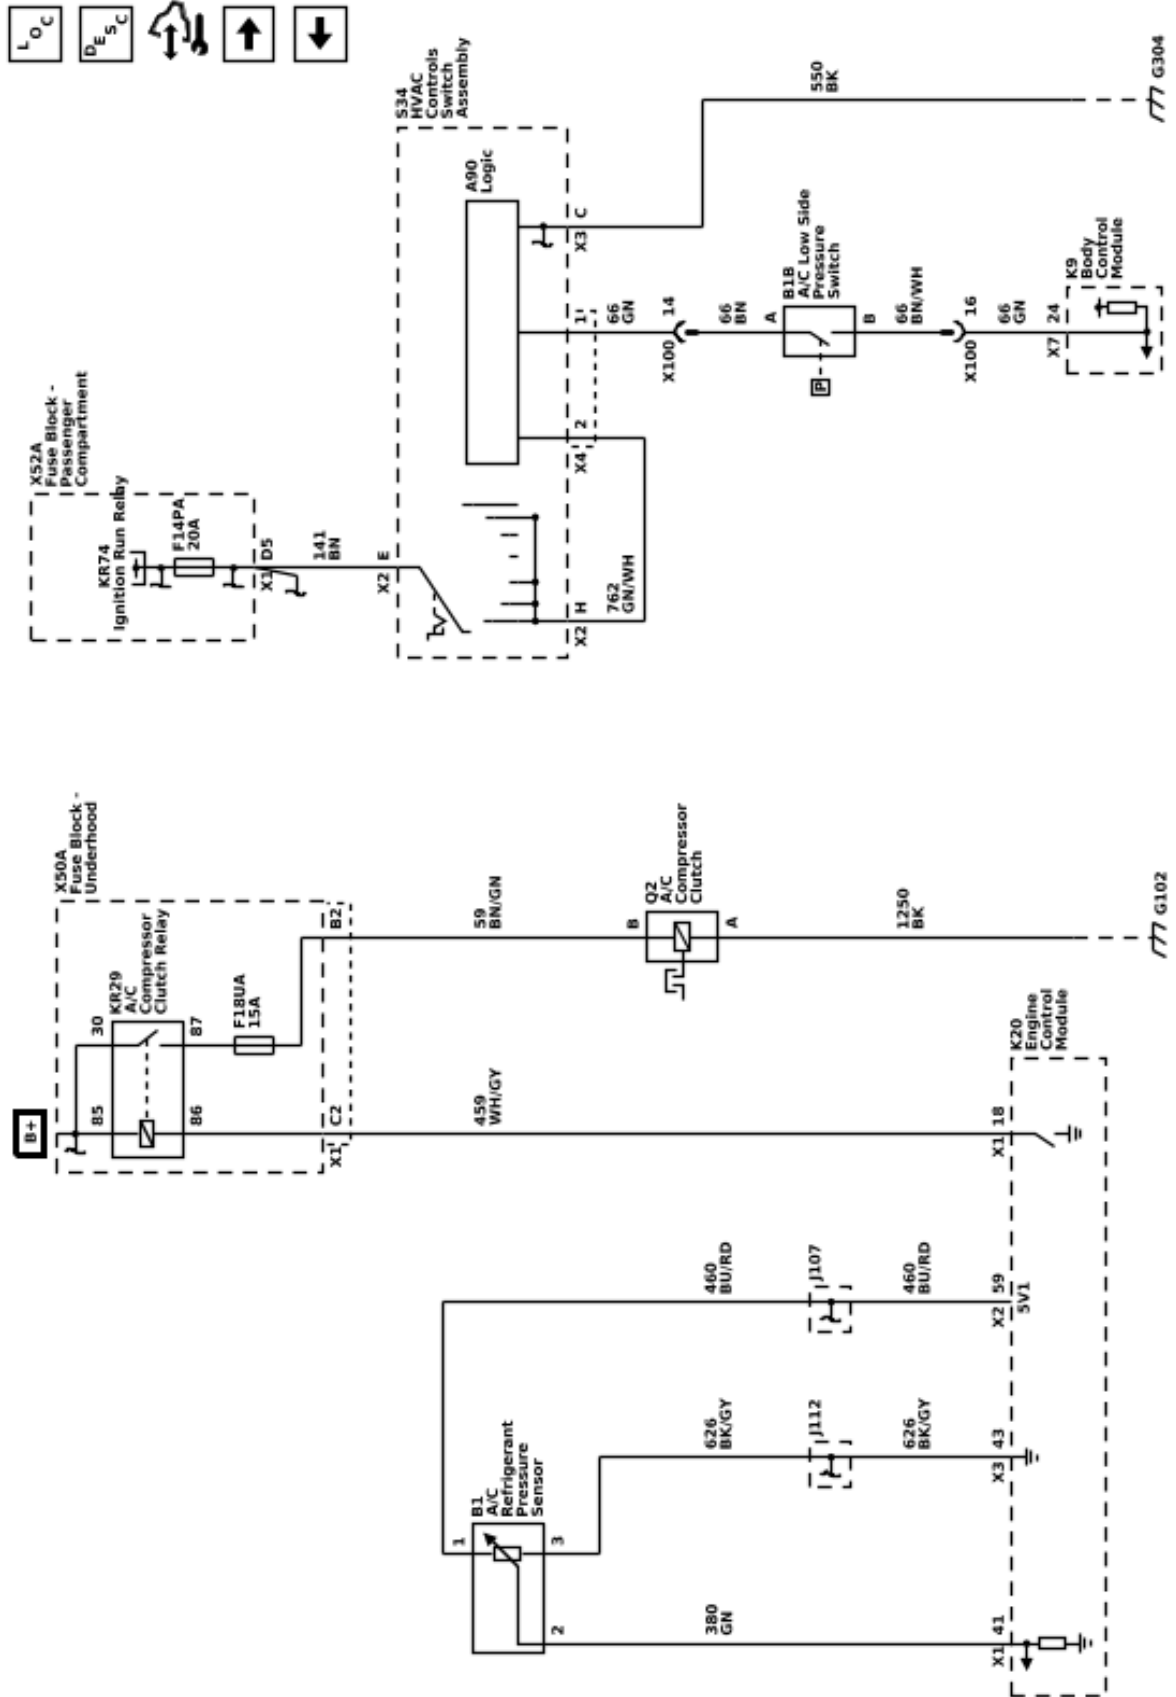 LOC
DESC
B1
A/C
Refrigerant
Pressure
Sensor
1
3
2
380
GN
X1 41
626
BK/GY
J112
626
BK/GY
X3 43
460
BU/RD
J107
460
BU/RD
X2 59
5V1
B+
X50A
Fuse Block -
Underhood
85
30
KR29
A/C
Compressor
Clutch Relay
86
87
F18UA
15A
X1 C2
B2
459
WH/GY
X1 18
K20
Engine
Control
Module
59
BN/GN
Q2
A/C
Compressor
Clutch
B
A
1250
BK
G102
X52A
Fuse Block -
Passenger
Compartment
KR74
Ignition Run Relay
F14PA
20A
X1 D5
141
BN
X2 E
S34
HVAC
Controls
Switch
Assembly
A90
Logic
X2 H
X4 2
1
X3 C
762
GN/WH
66
GN
X100 14
66
BN
A
B1B
A/C Low Side
Pressure
Switch
P
B
66
BN/WH
X100 16
66
GN
X7 24
K9
Body
Control
Module
550
BK
G304